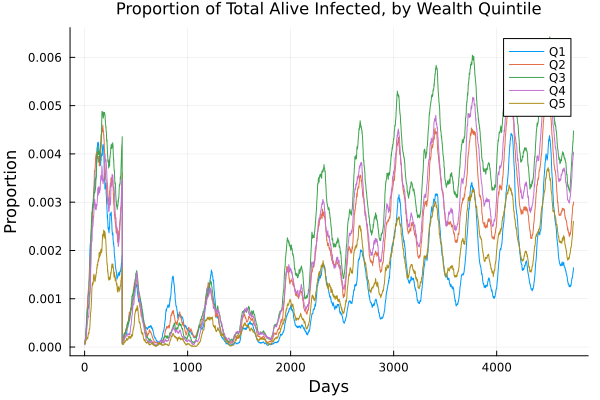 Proportion of Total Alive Infected, by Wealth Quintile
0.006
0.005
0.004
0.003
0.002
0.001
0.000
Proportion
0
1000
2000
3000
4000
Days
Q1
Q2
Q3
Q4
Q5